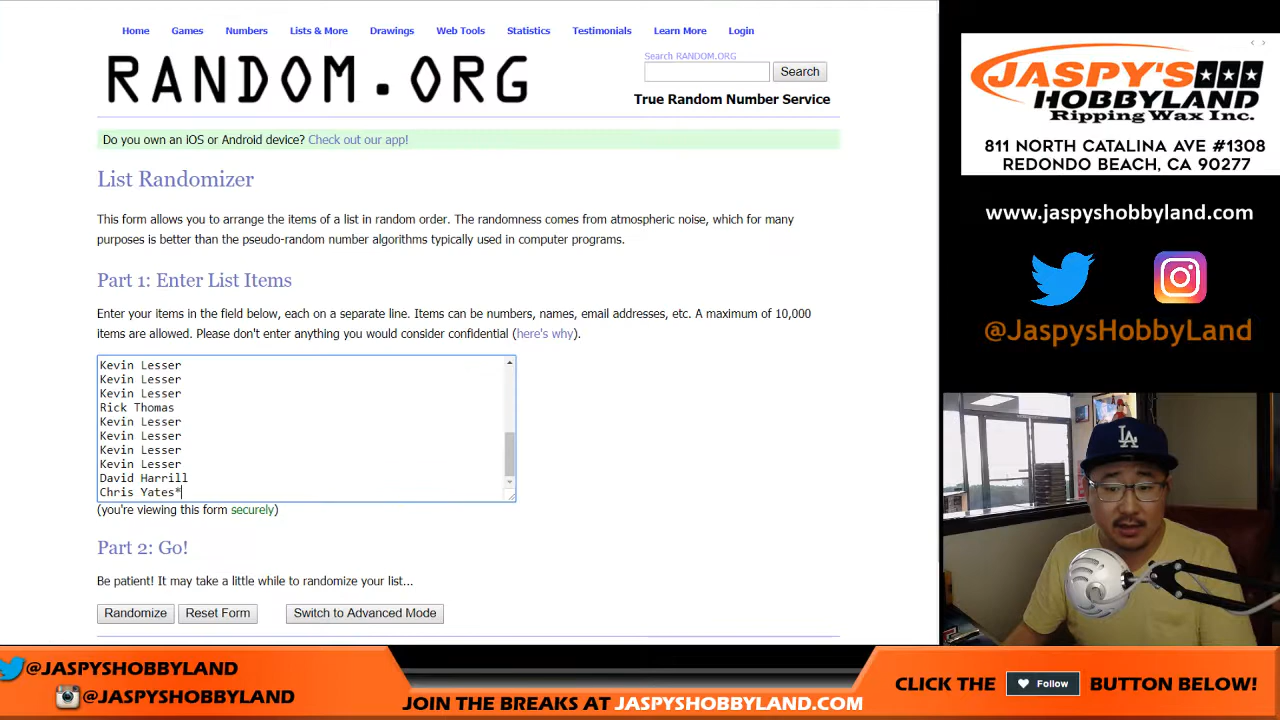 Home Games Numbers Lists & More Drawings Web Tools Statistics Testimonials Learn More Login
RANDOM.ORG
Search RANDOM.ORG
Search
True Random Number Service
Do you own an iOS or Android device? Check out our app!
List Randomizer
This form allows you to arrange the items of a list in random order. The randomness comes from atmospheric noise, which for many
purposes is better than the pseudo-random number algorithms typically used in computer programs.
Part 1: Enter List Items
Enter your items in the field below, each on a separate line. Items can be numbers, names, email addresses, etc. A maximum of 10,000
items are allowed. Please don't enter anything you would consider confidential (here's why).
Kevin Lesser
Kevin Lesser
Kevin Lesser
Rick Thomas
Kevin Lesser
Kevin Lesser
Kevin Lesser
Kevin Lesser
David Harrill
Chris Yates*
(you're viewing this form securely)
Part 2: Go!
Be patient! It may take a little while to randomize your list...
Randomize Reset Form Switch to Advanced Mode
JASPY'S
HOBBYLAND
Ripping Wax Inc.
811 NORTH CATALINA AVE #1308
REDONDO BEACH, CA 90277
www.jaspyshobbyland.com
@JaspysHobbyLand
LA
@JASPYSHOBBYLAND
@JASPYSHOBBYLAND
JOIN THE BREAKS AT JASPYSHOBBYLAND.COM
CLICK THE Follow BUTTON BELOW!